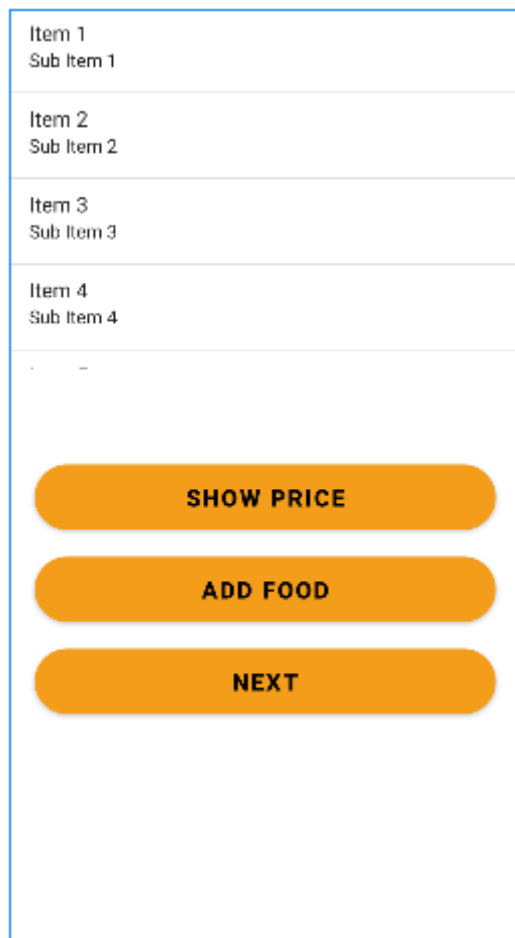 Item 1
Sub Item 1
Item 2
Sub Item 2
Item 3
Sub Item 3
Item 4
Sub Item 4
SHOW PRICE
ADD FOOD
NEXT